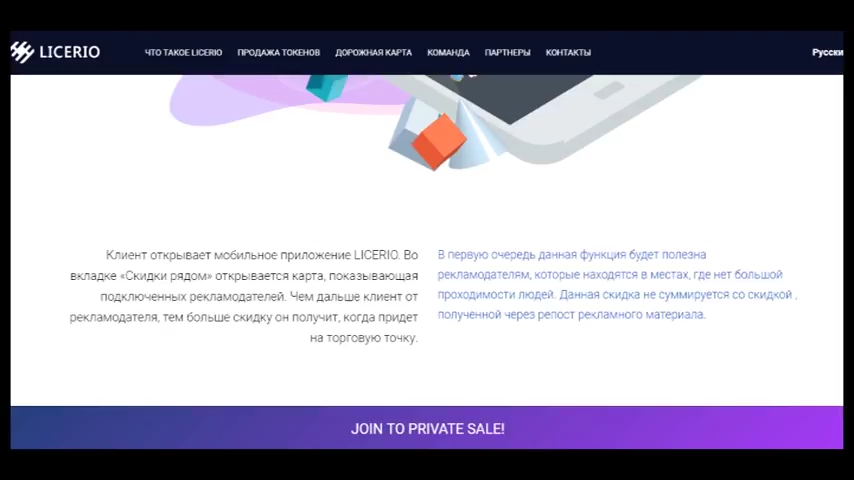 LICERIO
ЧТО ТАКОЕ LICERIO
ПРОДАЖА ТОКЕНОВ
ДОРОЖНАЯ КАРТА
КОМАНДА
ПАРТНЕРЫ
КОНТАКТЫ
Русски
Клиент открывает мобильное приложение LICERIO. Во
вкладке «Скидки рядом» открывается карта, показывающая
подключенных рекламодателей. Чем дальше клиент от
рекламодателя, тем больше скидку он получит, когда придет
на торговую точку.
В первую очередь данная функция будет полезна
рекламодателям, которые находятся в местах, где нет большой
проходимости людей. Данная скидка не суммируется со скидкой ,
полученной через репост рекламного материала.
JOIN TO PRIVATE SALE!